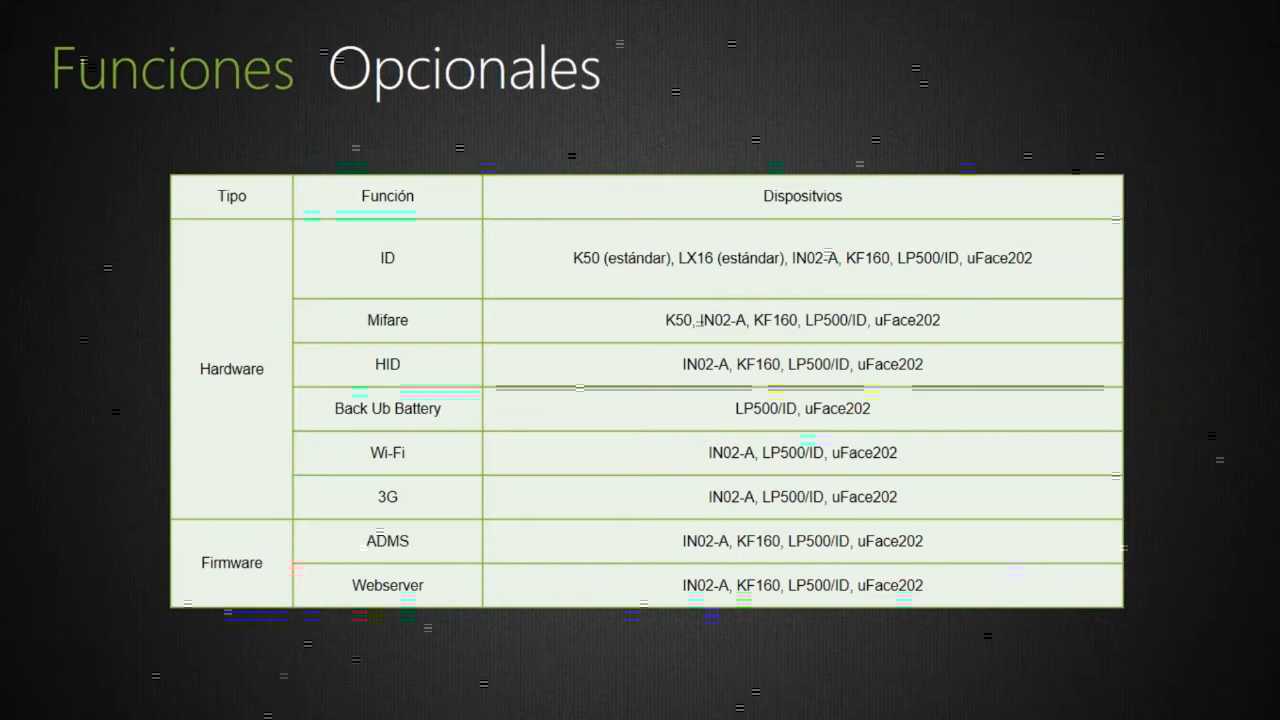 Funciones Opcionales
Tipo Función Dispositvios
Hardware
ID K50 (estándar), LX16 (estándar), IN02-A, KF160, LP500/ID, uFace202
Mifare K50, IN02-A, KF160, LP500/ID, uFace202
HID IN02-A, KF160, LP500/ID, uFace202
Back Ub Battery LP500/ID, uFace202
Wi-Fi IN02-A, LP500/ID, uFace202
3G IN02-A, LP500/ID, uFace202
Firmware
ADMS IN02-A, KF160, LP500/ID, uFace202
Webserver IN02-A, KF160, LP500/ID, uFace202